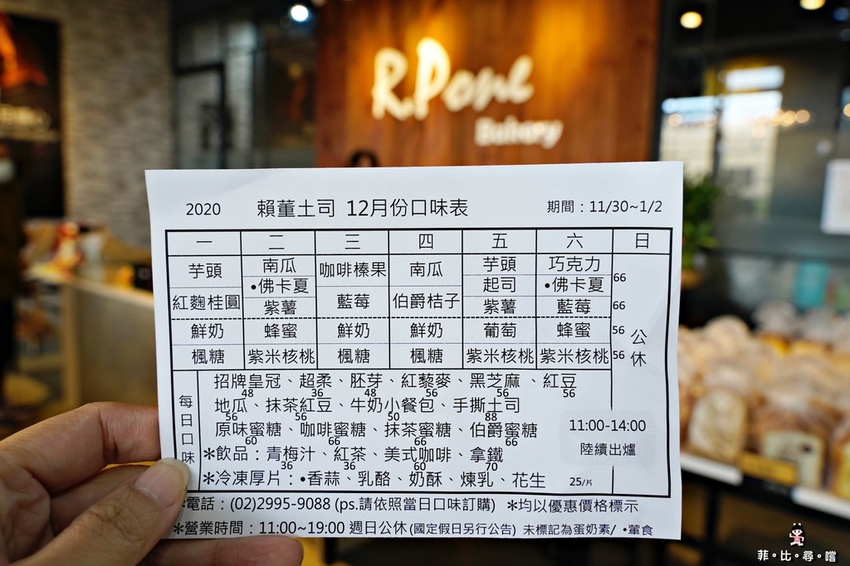 R.Pone
Bakery
2020 賴董土司 12月份口味表 期間：11/30~1/2
一 二 三 四 五 六 日
芋頭 南瓜 咖啡榛果 南瓜 芋頭 巧克力
•佛卡夏 起司 •佛卡夏 66
紅麴桂圓 紫薯 藍莓 伯爵桔子 紫薯 藍莓 66
鮮奶 蜂蜜 鮮奶 鮮奶 葡萄 蜂蜜 56
楓糖 紫米核桃 楓糖 楓糖 紫米核桃 紫米核桃 56
公休
每日口味
招牌皇冠、超柔、胚芽、紅藜麥、黑芝麻、紅豆
48 36 48 48 56 56
地瓜、抹茶紅豆、牛奶小餐包、手撕土司
56 56 50 88
原味蜜糖、咖啡蜜糖、抹茶蜜糖、伯爵蜜糖
60 66 66 66
*飲品：青梅汁、紅茶、美式咖啡、拿鐵
36 36 60 70
*冷凍厚片：•香蒜、乳酪、奶酥、煉乳、花生 25/片
11:00-14:00
陸續出爐
*電話：(02)2995-9088 (ps.請依照當日口味訂購) *均以優惠價格標示
*營業時間：11:00~19:00 週日公休(國定假日另行公告) 未標記為蛋奶素/ •葷食
菲。比。尋。嚐